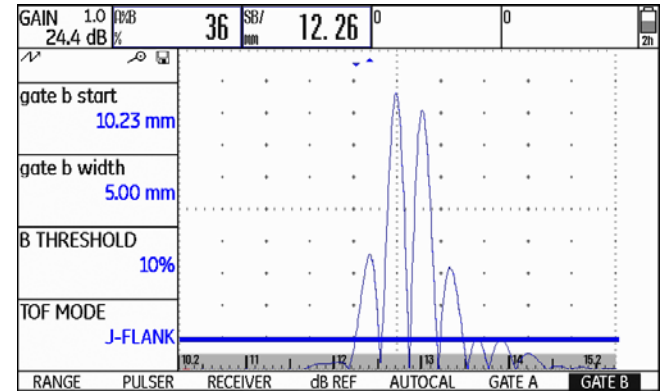 GAIN 1.0
24.4 dB
A%B
%
36
SB/
mm
12.26
0
0
2h
gate b start
10.23 mm
gate b width
5.00 mm
B THRESHOLD
10%
TOF MODE
J-FLANK
10.2 11 12 13 14 15.2
RANGE PULSER RECEIVER dB REF AUTOCAL GATE A GATE B